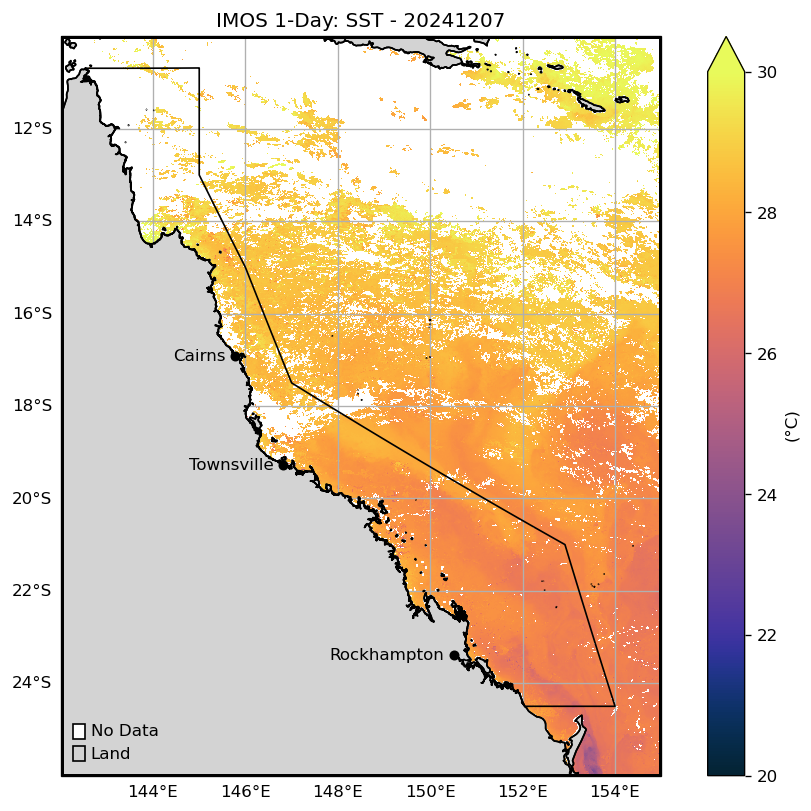 IMOS 1-Day: SST - 20241207
12°S
14°S
16°S
18°S
20°S
22°S
24°S
Cairns
Townsville
Rockhampton
No Data
Land
144°E 146°E 148°E 150°E 152°E 154°E
30
28
26
24
22
20
(°C)